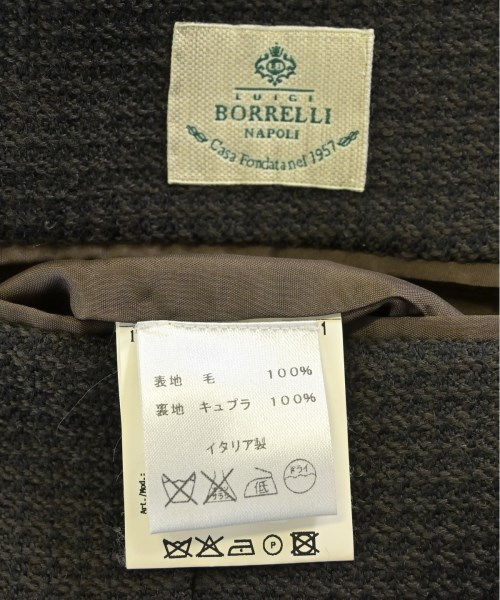 LB
LUIGI
BORRELLI
NAPOLI
Casa Fondata nel 1957
1 1
表地 毛 100%
裏地 キュプラ 100%
イタリア製
低 ドライ
Art./Mod.:
P